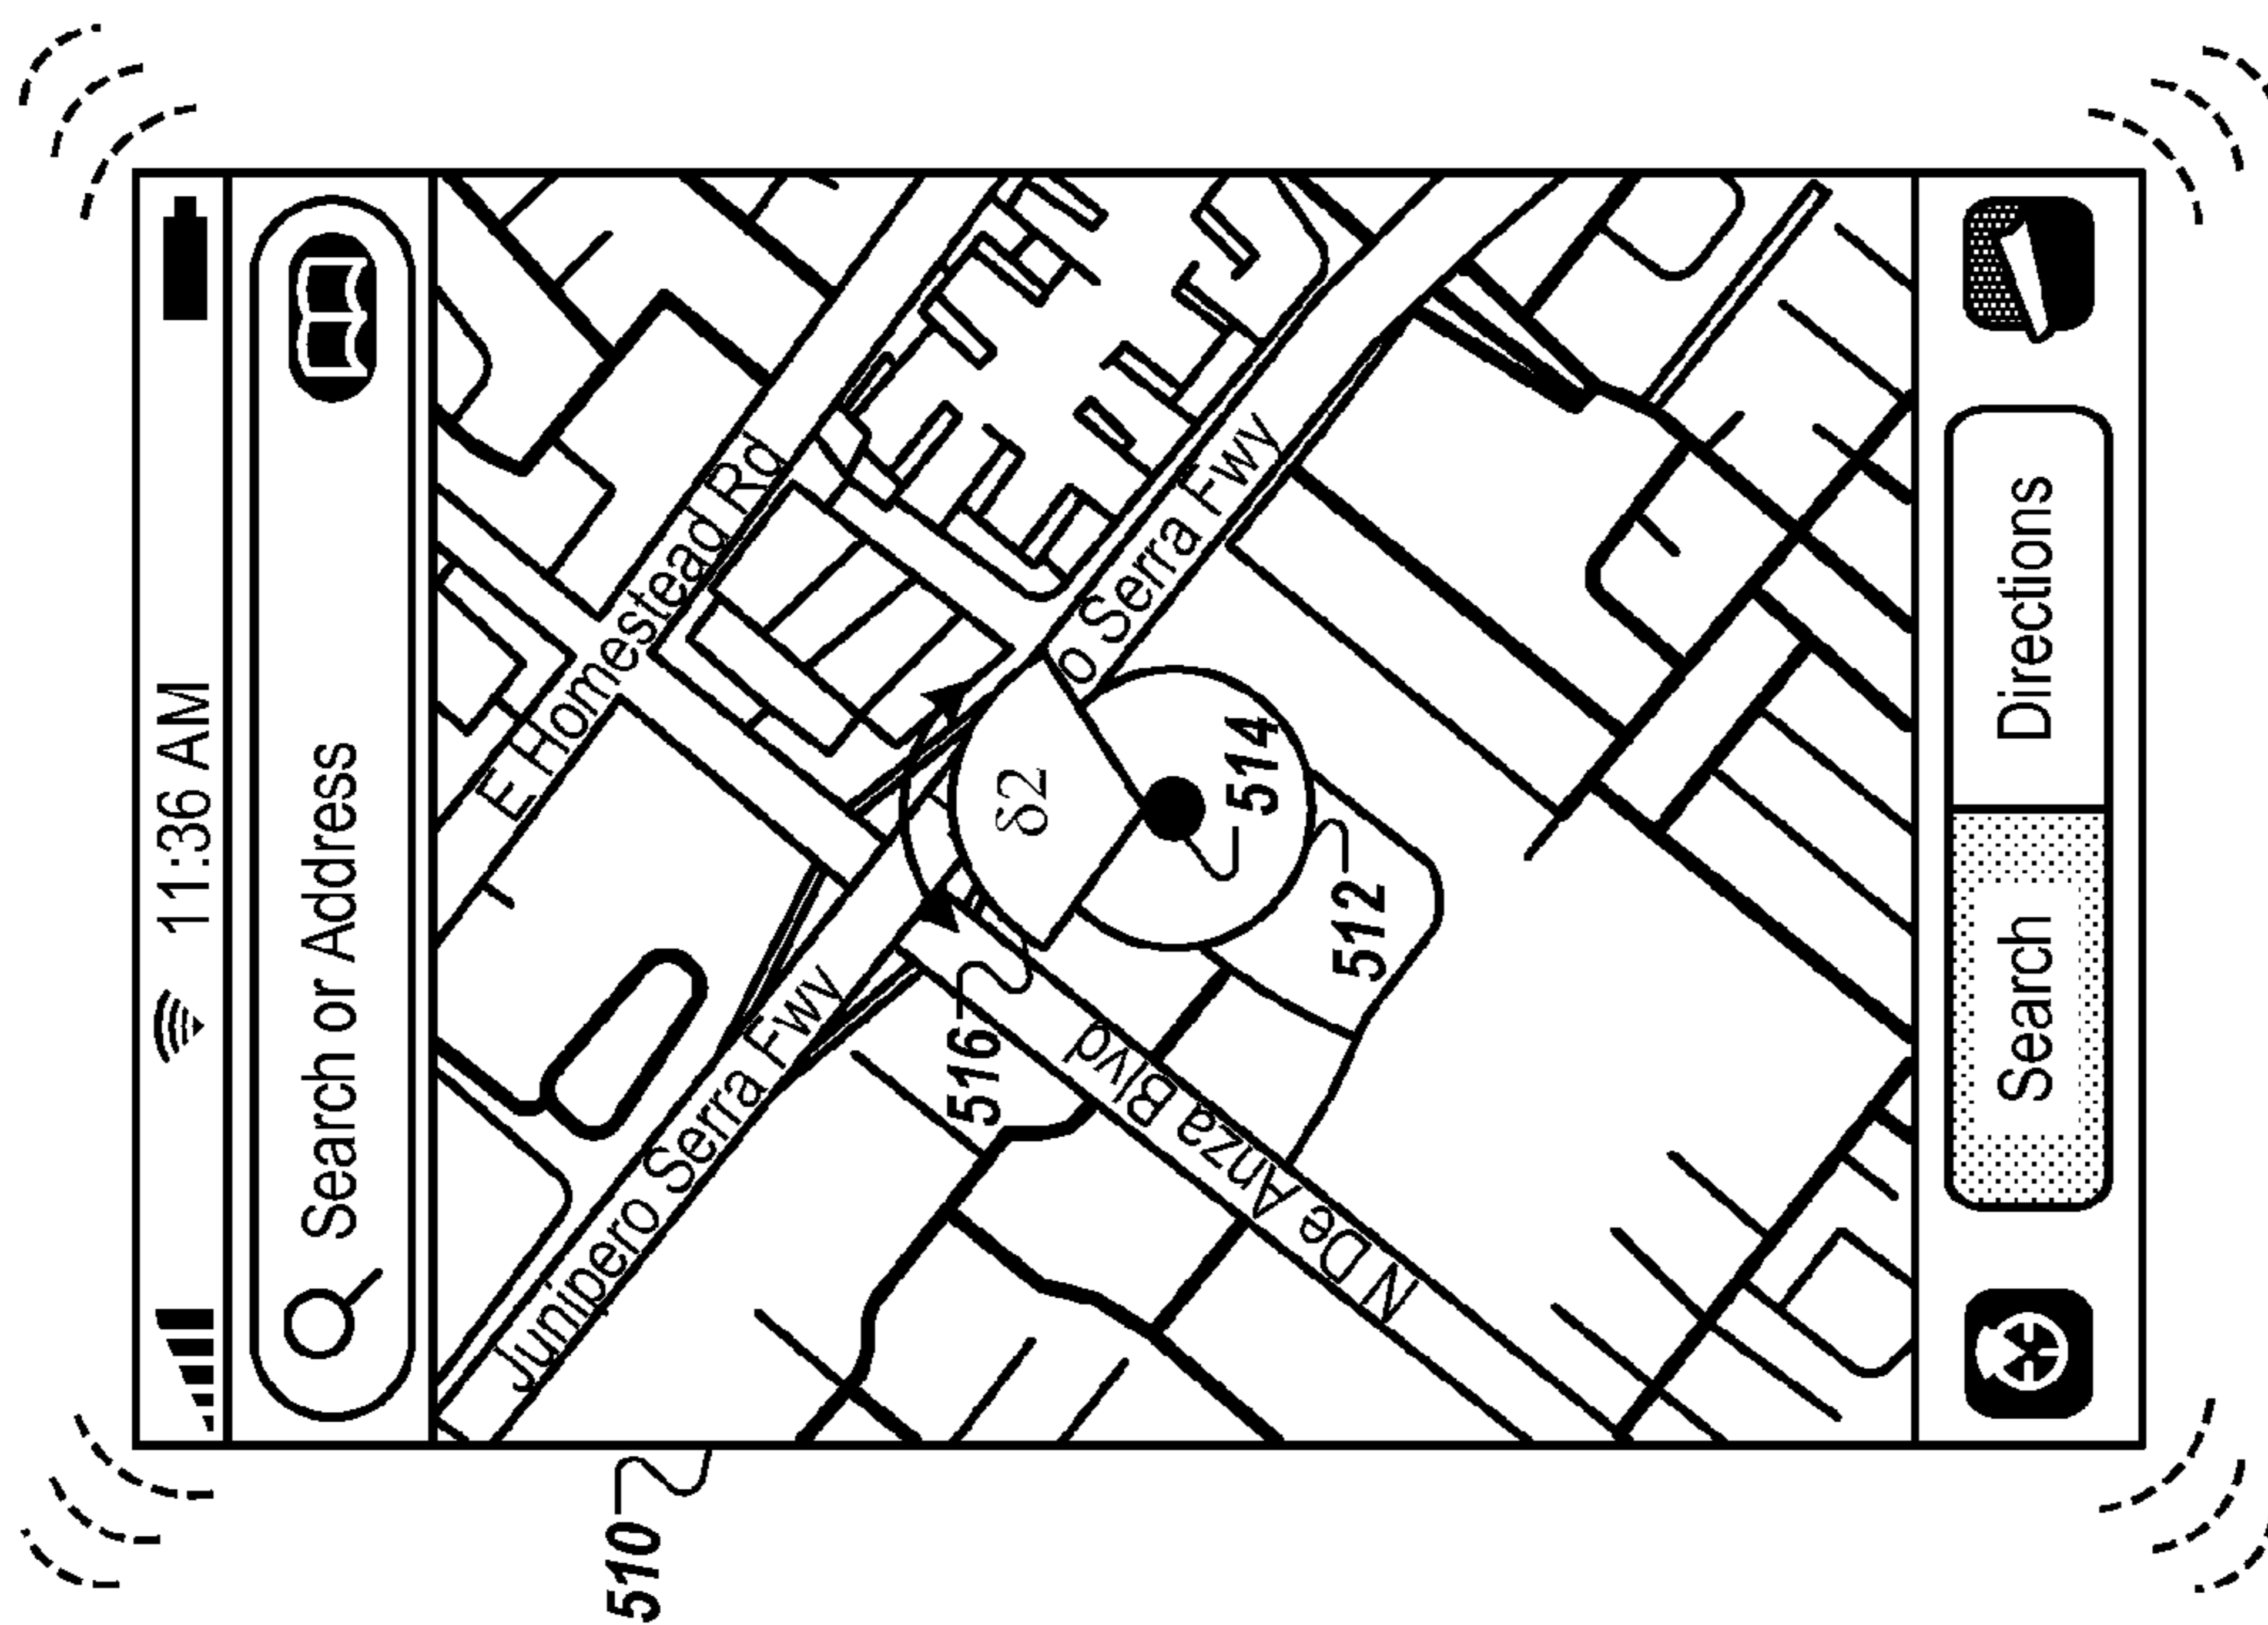 11:36 AM
Search or Address
E Homestead Rd
Junipero Serra Fwy
o Serra Fwy
N De Anza Blvd
δ2
510
516
514
512
Search
Directions